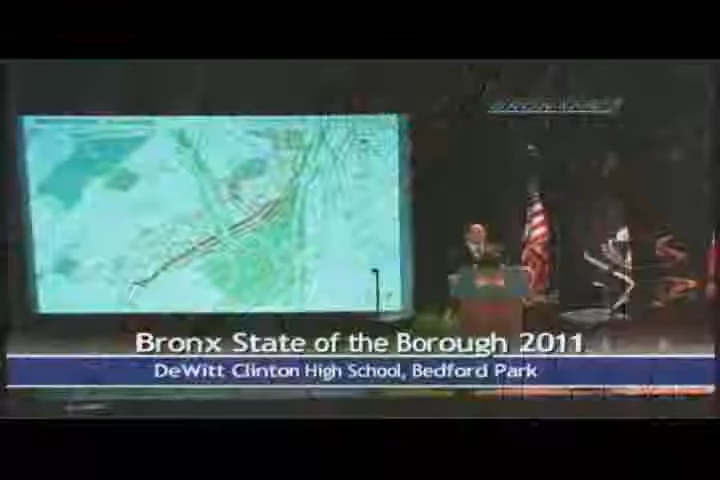 Bronx State of the Borough 2011
DeWitt Clinton High School, Bedford Park